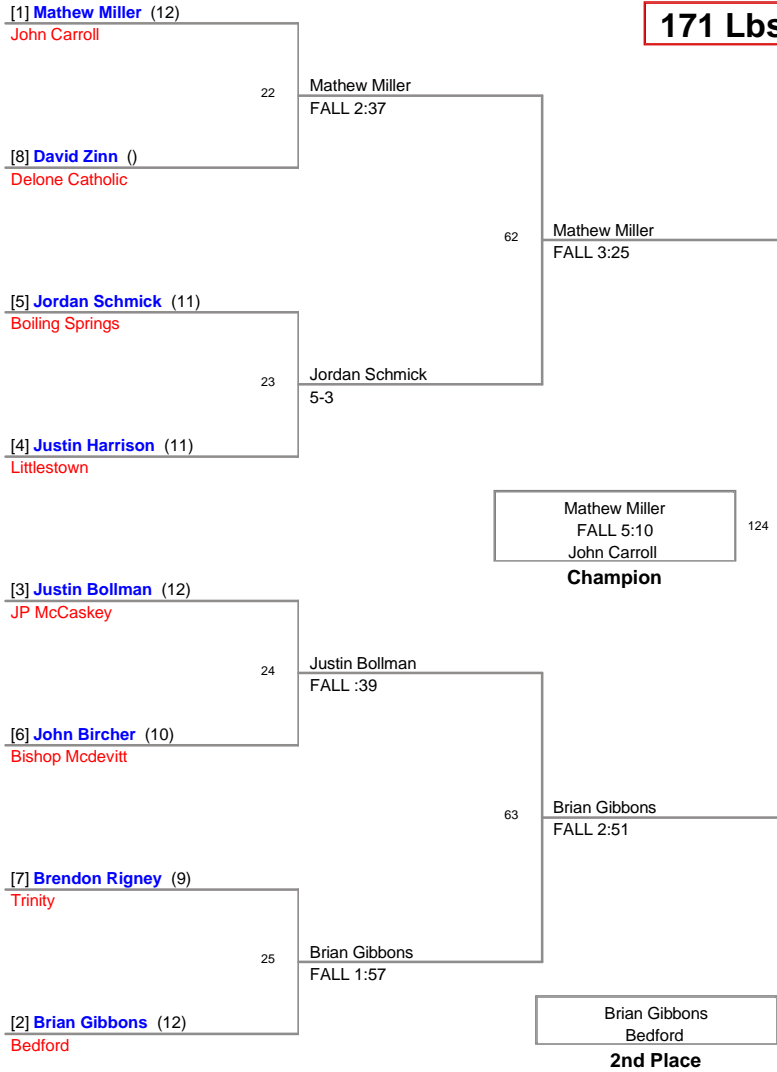 [1] Mathew Miller (12)
John Carroll
171 Lbs
22
Mathew Miller
FALL 2:37
[8] David Zinn ()
Delone Catholic
62
Mathew Miller
FALL 3:25
[5] Jordan Schmick (11)
Boiling Springs
23
Jordan Schmick
5-3
[4] Justin Harrison (11)
Littlestown
Mathew Miller
FALL 5:10
John Carroll
124
Champion
[3] Justin Bollman (12)
JP McCaskey
24
Justin Bollman
FALL :39
[6] John Bircher (10)
Bishop Mcdevitt
63
Brian Gibbons
FALL 2:51
[7] Brendon Rigney (9)
Trinity
25
Brian Gibbons
FALL 1:57
[2] Brian Gibbons (12)
Bedford
Brian Gibbons
Bedford
2nd Place